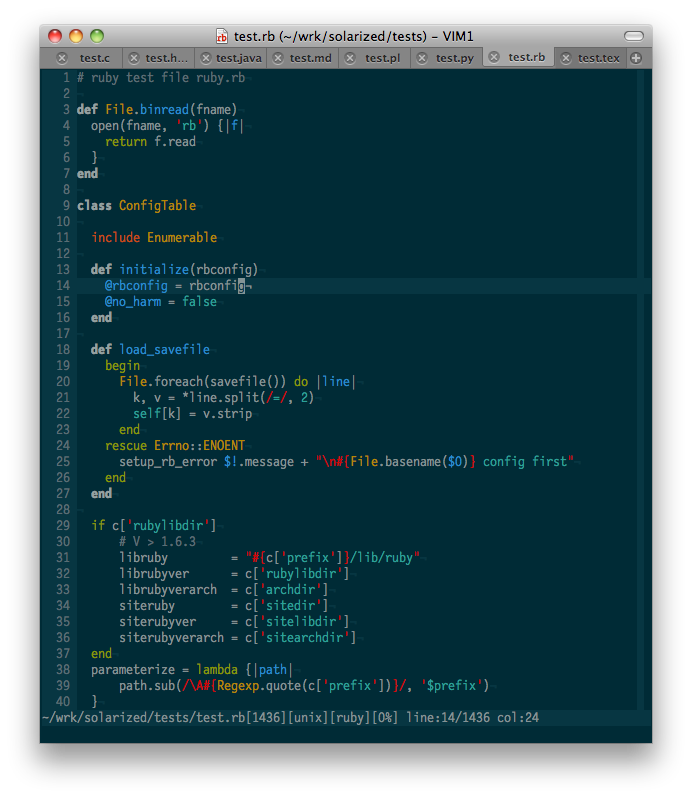 test.rb (~/wrk/solarized/tests) – VIM1
test.c test.h... test.java test.md test.pl test.py test.rb test.tex
1 # ruby test file ruby.rb¬
2 ¬
3 def File.binread(fname)¬
4   open(fname, 'rb') {|f|¬
5     return f.read¬
6   }¬
7 end¬
8 ¬
9 class ConfigTable¬
10 ¬
11   include Enumerable¬
12 ¬
13   def initialize(rbconfig)¬
14     @rbconfig = rbconfig¬
15     @no_harm = false¬
16   end¬
17 ¬
18   def load_savefile¬
19     begin¬
20       File.foreach(savefile()) do |line|¬
21         k, v = *line.split(/=/, 2)¬
22         self[k] = v.strip¬
23       end¬
24     rescue Errno::ENOENT¬
25       setup_rb_error $!.message + "\n#{File.basename($0)} config first"¬
26     end¬
27   end¬
28 ¬
29   if c['rubylibdir']¬
30       # V > 1.6.3¬
31       libruby         = "#{c['prefix']}/lib/ruby"¬
32       librubyver      = c['rubylibdir']¬
33       librubyverarch  = c['archdir']¬
34       siteruby        = c['sitedir']¬
35       siterubyver     = c['sitelibdir']¬
36       siterubyverarch = c['sitearchdir']¬
37   end¬
38   parameterize = lambda {|path|¬
39       path.sub(/\A#{Regexp.quote(c['prefix'])}/, '$prefix')¬
40   }¬
~/wrk/solarized/tests/test.rb[1436][unix][ruby][0%] line:14/1436 col:24